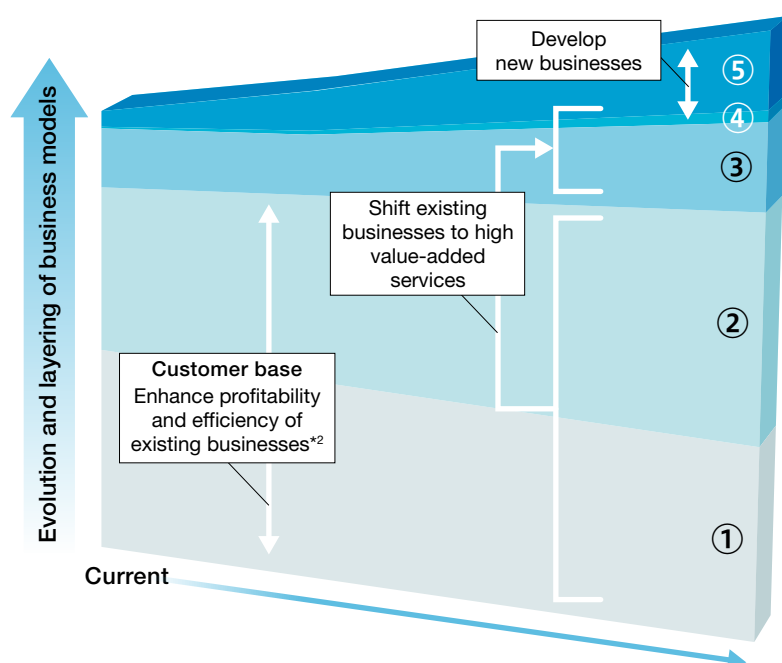 Evolution and layering of business models
Develop
new businesses
⑤
④
③
Shift existing
businesses to high
value-added
services
②
Customer base
Enhance profitability
and efficiency of
existing businesses*2
①
Current